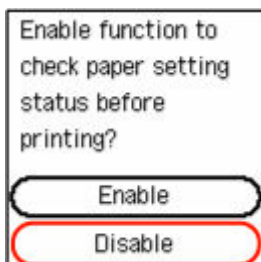 Enable function to
check paper setting
status before
printing?
Enable
Disable